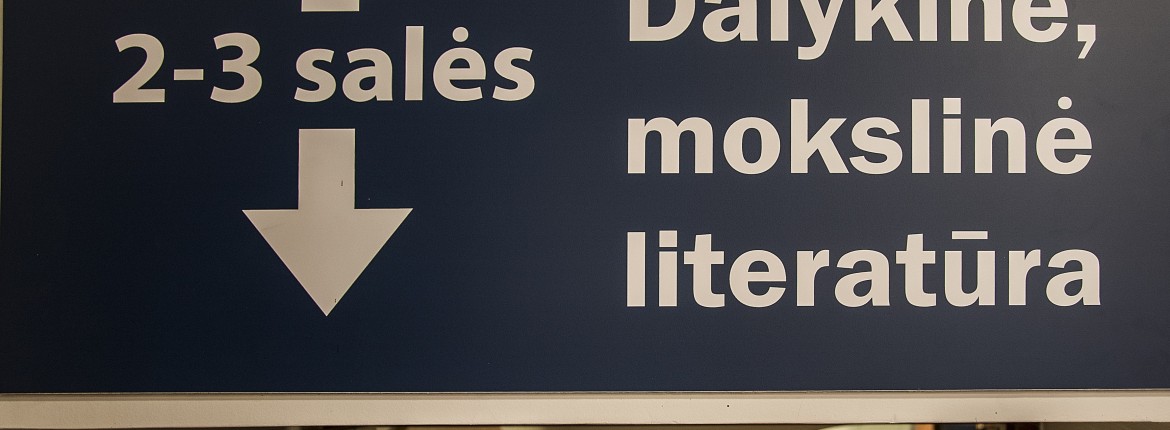 2-3 salės
Dalykinė,
mokslinė
literatūra